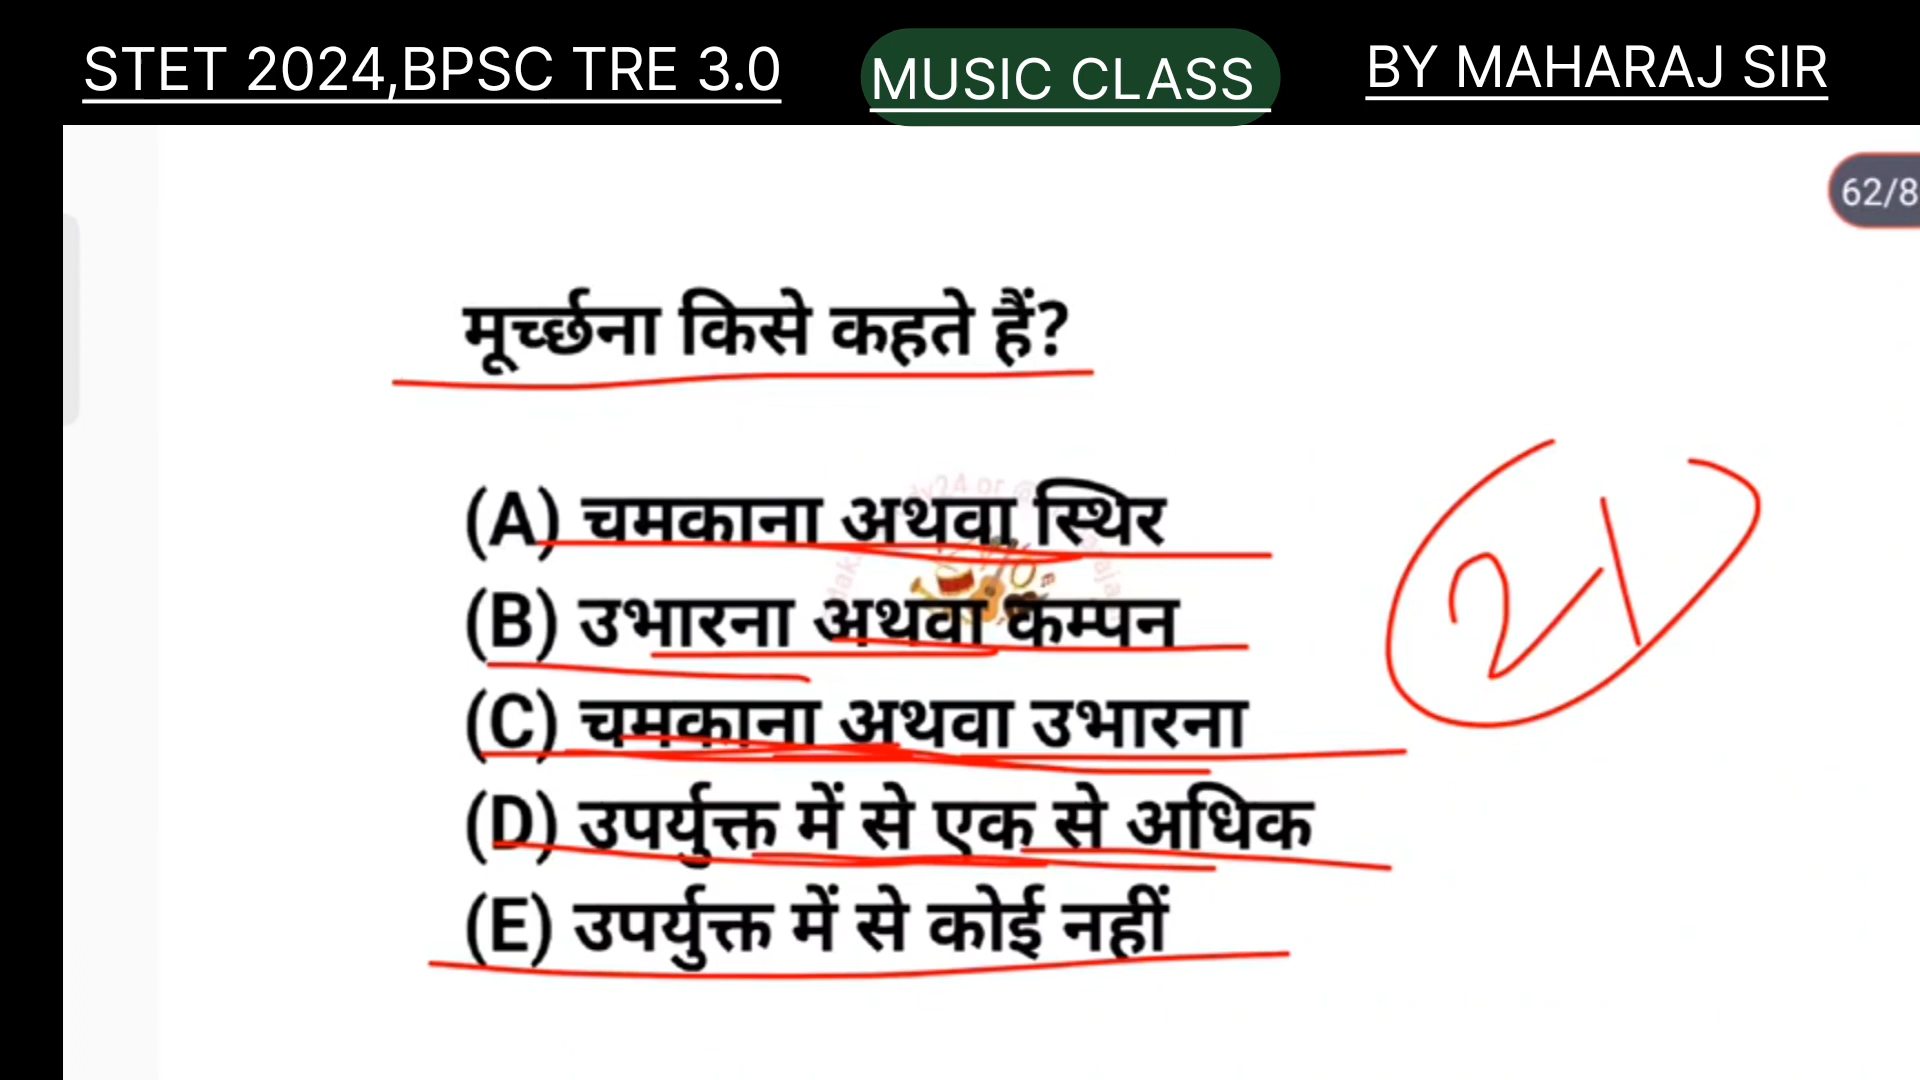 STET 2024,BPSC TRE 3.0
MUSIC CLASS
BY MAHARAJ SIR
62/8
मूर्च्छना किसे कहते हैं?
(A) चमकाना अथवा स्थिर
(B) उभारना अथवा कम्पन
(C) चमकाना अथवा उभारना
21
(D) उपर्युक्त में से एक से अधिक
(E) उपर्युक्त में से कोई नहीं